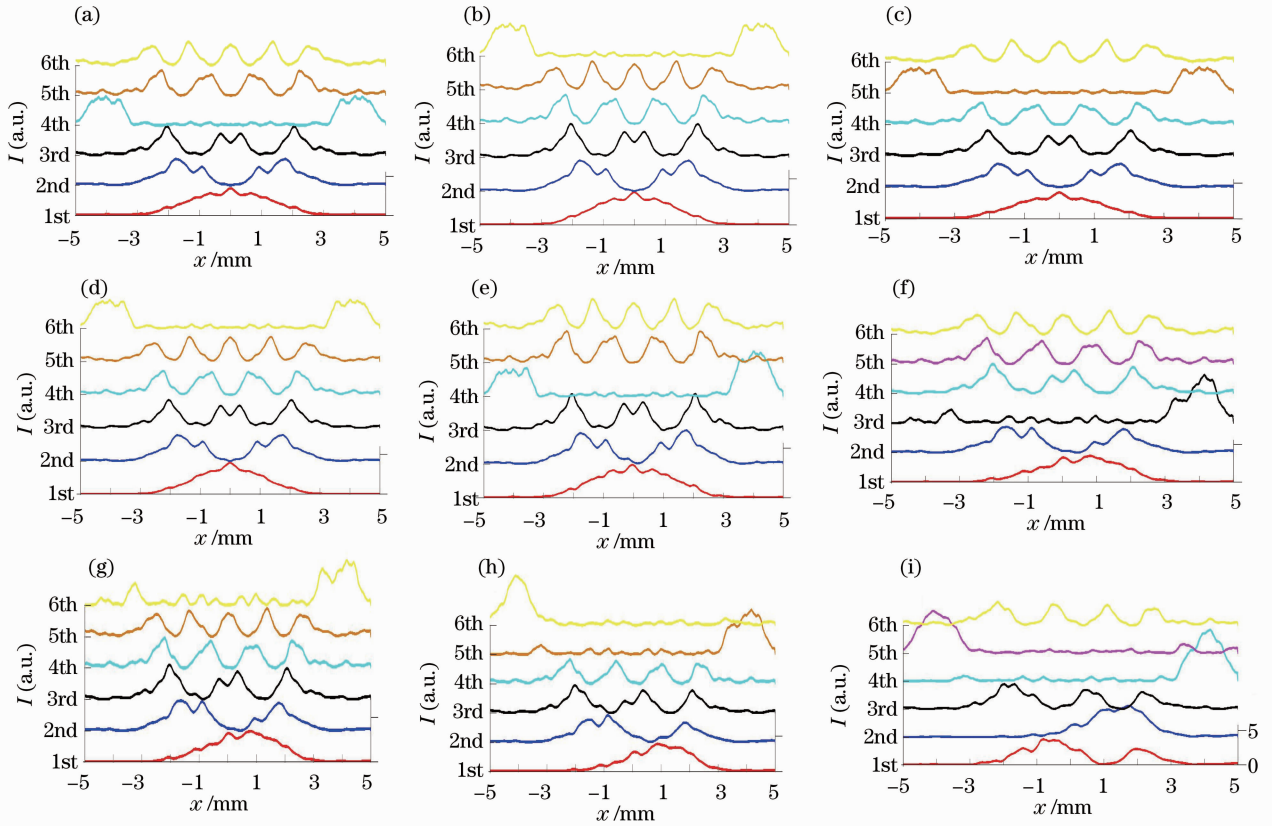 (a)
6th
5th
4th
3rd
2nd
1st
I (a.u.)
−5 −3 −1 1 3 5
x /mm
(b)
6th
5th
4th
3rd
2nd
1st
I (a.u.)
−5 −3 −1 1 3 5
x /mm
(c)
6th
5th
4th
3rd
2nd
1st
I (a.u.)
−5 −3 −1 1 3 5
x /mm
(d)
6th
5th
4th
3rd
2nd
1st
I (a.u.)
−5 −3 −1 1 3 5
x /mm
(e)
6th
5th
4th
3rd
2nd
1st
I (a.u.)
−5 −3 −1 1 3 5
x /mm
(f)
6th
5th
4th
3rd
2nd
1st
I (a.u.)
−5 −3 −1 1 3 5
x /mm
(g)
6th
5th
4th
3rd
2nd
1st
I (a.u.)
−5 −3 −1 1 3 5
x /mm
(h)
6th
5th
4th
3rd
2nd
1st
I (a.u.)
−5 −3 −1 1 3 5
x /mm
(i)
6th
5th
4th
3rd
2nd
1st
5
0
I (a.u.)
−5 −3 −1 1 3 5
x /mm